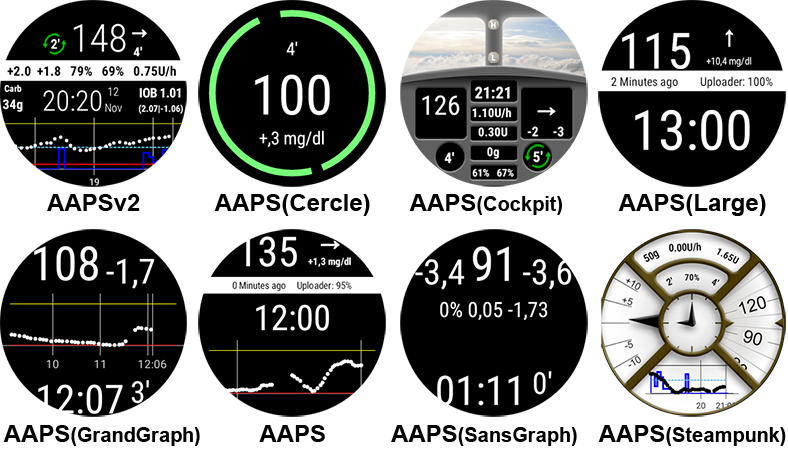 2' 148 → 4'
+2.0 +1.8 79% 69% 0.75U/h
Carb 34g 20:20 12 Nov IOB 1.01 (2.07|-1.06)
19
AAPSv2
4'
100
+,3 mg/dl
AAPS(Cercle)
H
L
126 21:21 →
1.10U/h
0.30U -2 -3
4' 0g 5'
61% 67%
AAPS(Cockpit)
115 ↑ +10,4 mg/dl
2 Minutes ago Uploader: 100%
13:00
AAPS(Large)
108 -1,7
10 11 12:06
12:07 3'
AAPS(GrandGraph)
135 → +1,3 mg/dl
0 Minutes ago Uploader: 95%
12:00
AAPS
-3,4 91 -3,6
0% 0,05 -1,73
01:11 0'
AAPS(SansGraph)
50g 0.00U/h 1.65U
2' 70% 4'
+10
+5
-5
-10
120
90
20 21:0
AAPS(Steampunk)